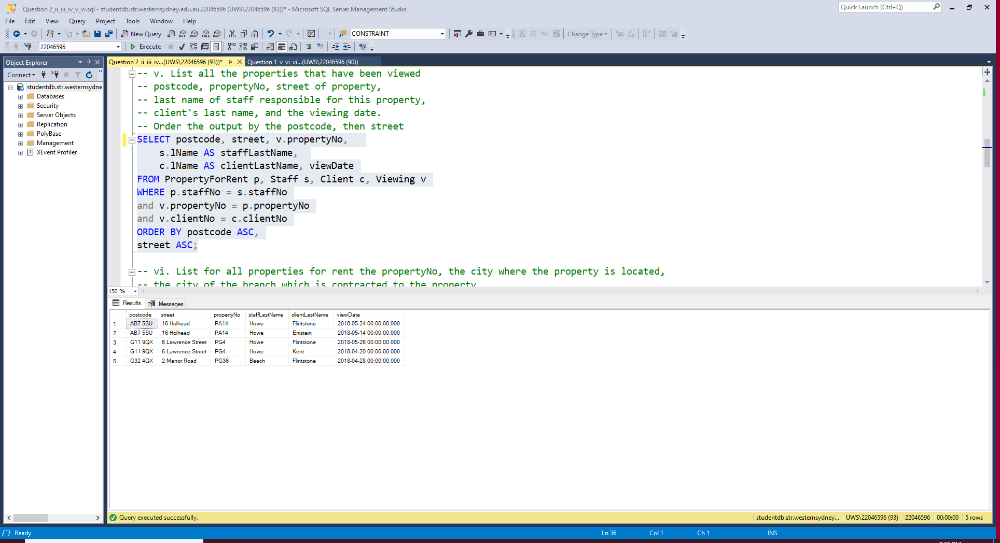 Question 2_ii_iii_iv_v_vi.sql - studentdb.str.westernsydney.edu.au.22046596 (UWS\22046596 (93))* - Microsoft SQL Server Management Studio
Quick Launch (Ctrl+Q)
File Edit View Query Project Tools Window Help
New Query MDX DMX XMLA DAX CONSTRAINT SQL Change Type
22046596 Execute
Object Explorer
Question 2_ii_iii_iv...(UWS\22046596 (93))*
Question 1_v_vi_vi...(UWS\22046596 (90))
Connect
studentdb.str.westernsydne
Databases
Security
Server Objects
Replication
PolyBase
Management
XEvent Profiler
-- v. List all the properties that have been viewed
-- postcode, propertyNo, street of property,
-- last name of staff responsible for this property,
-- client's last name, and the viewing date.
-- Order the output by the postcode, then street
SELECT postcode, street, v.propertyNo,
s.lName AS staffLastName,
c.lName AS clientLastName, viewDate
FROM PropertyForRent p, Staff s, Client c, Viewing v
WHERE p.staffNo = s.staffNo
and v.propertyNo = p.propertyNo
and v.clientNo = c.clientNo
ORDER BY postcode ASC,
street ASC;
-- vi. List for all properties for rent the propertyNo, the city where the property is located,
-- the city of the branch which is contracted to the property
150 %
Results Messages
postcode street propertyNo staffLastName clientLastName viewDate
1 AB7 5SU 16 Holhead PA14 Howe Flintstone 2018-05-24 00:00:00.000
2 AB7 5SU 16 Holhead PA14 Howe Enistein 2018-05-14 00:00:00.000
3 G11 9QX 6 Lawrence Street PG4 Howe Flintstone 2018-05-26 00:00:00.000
4 G11 9QX 6 Lawrence Street PG4 Howe Kent 2018-04-20 00:00:00.000
5 G32 4QX 2 Manor Road PG36 Beech Flintstone 2018-04-28 00:00:00.000
Query executed successfully.
studentdb.str.westernsydney... UWS\22046596 (93) 22046596 00:00:00 5 rows
Ready Ln 36 Col 1 Ch 1 INS